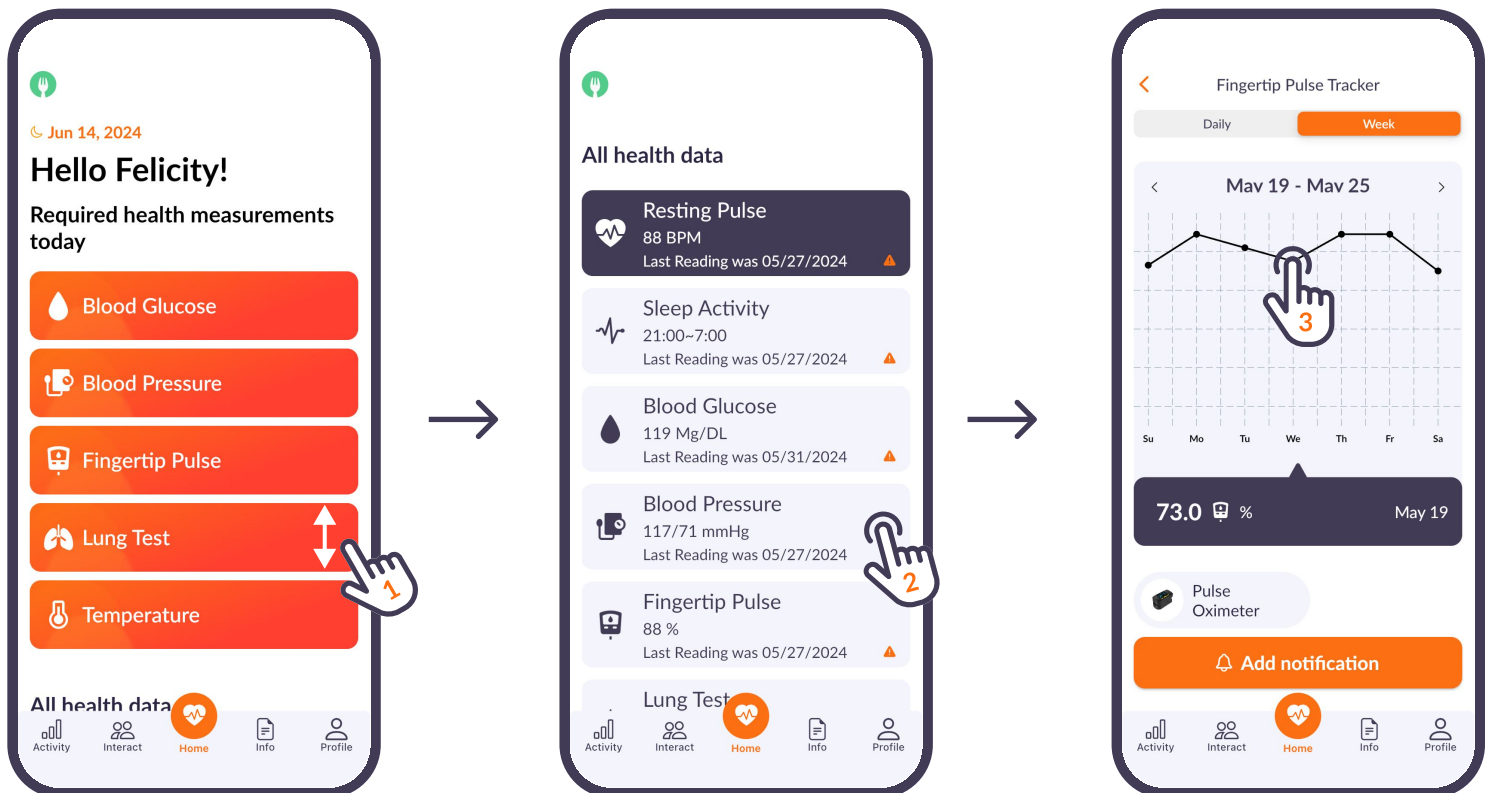 Jun 14, 2024
Hello Felicity!
Required health measurements
today
Blood Glucose
Blood Pressure
Fingertip Pulse
Lung Test
1
Temperature
All health data
Activity
Interact
Home
Info
Profile
All health data
Resting Pulse
88 BPM
Last Reading was 05/27/2024
Sleep Activity
21:00~7:00
Last Reading was 05/27/2024
Blood Glucose
119 Mg/DL
Last Reading was 05/31/2024
Blood Pressure
117/71 mmHg
Last Reading was 05/27/2024
2
Fingertip Pulse
88 %
Last Reading was 05/27/2024
Lung Test
Activity
Interact
Home
Info
Profile
Fingertip Pulse Tracker
Daily
Week
May 19 - May 25
3
Su Mo Tu We Th Fr Sa
73.0 % May 19
Pulse
Oximeter
Add notification
Activity
Interact
Home
Info
Profile